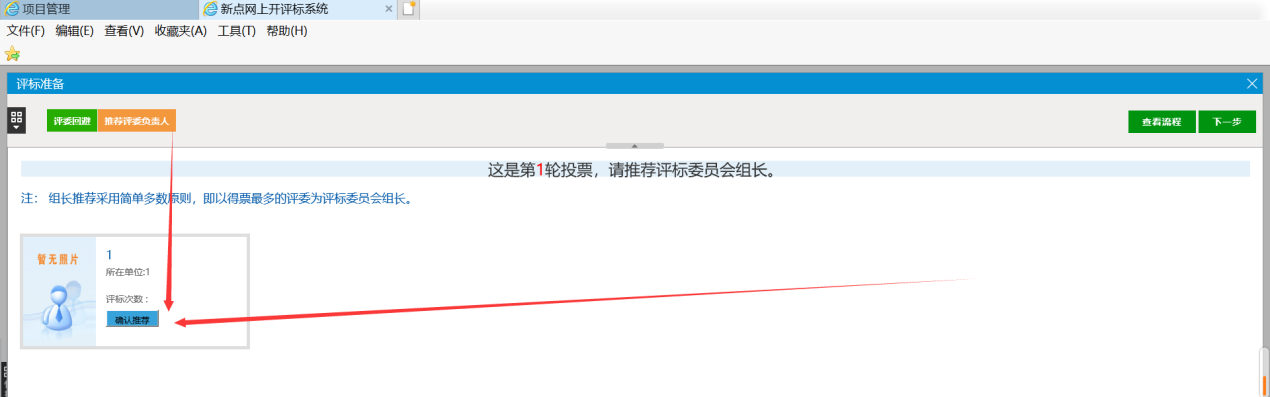 项目管理
新点网上开评标系统
文件(F) 编辑(E) 查看(V) 收藏夹(A) 工具(T) 帮助(H)
评标准备
评委回避 推荐评委负责人 查看流程 下一步
这是第1轮投票，请推荐评标委员会组长。
注： 组长推荐采用简单多数原则，即以得票最多的评委为评标委员会组长。
暂无照片
1
所在单位:1
评标次数：
确认推荐